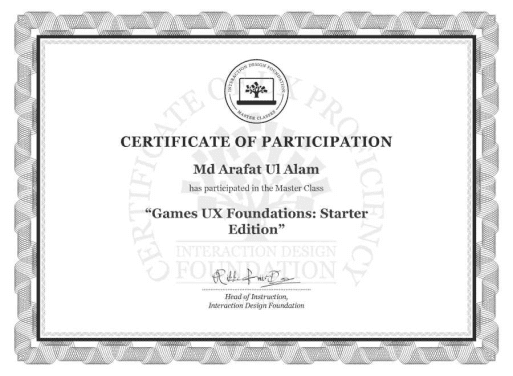 INTERACTION DESIGN FOUNDATION
MASTER CLASSES
CERTIFICATE OF UX PROFICIENCY
CERTIFICATE OF PARTICIPATION
Md Arafat Ul Alam
has participated in the Master Class
“Games UX Foundations: Starter
Edition”
INTERACTION DESIGN
FOUNDATION
Head of Instruction,
Interaction Design Foundation